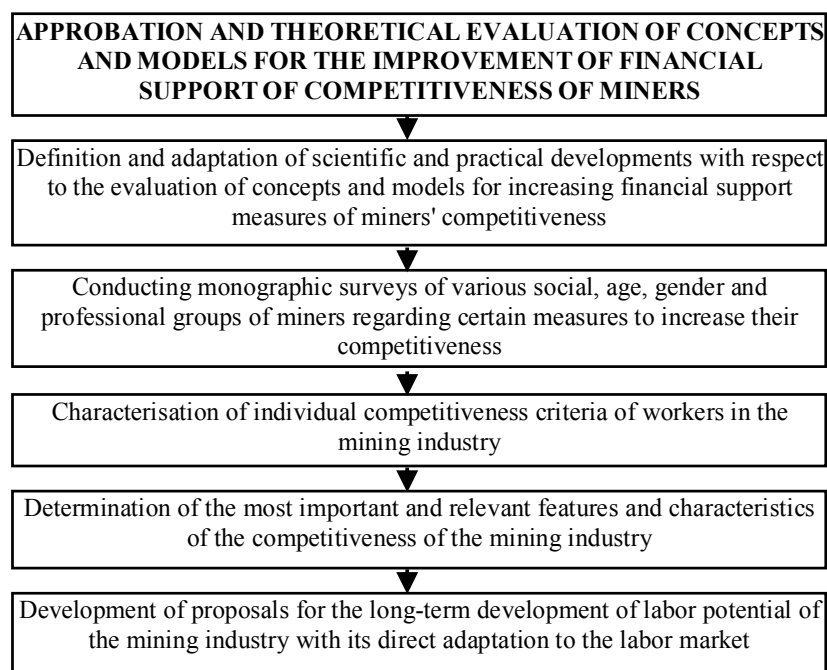 APPROBATION AND THEORETICAL EVALUATION OF CONCEPTS
AND MODELS FOR THE IMPROVEMENT OF FINANCIAL
SUPPORT OF COMPETITIVENESS OF MINERS
Definition and adaptation of scientific and practical developments with respect
to the evaluation of concepts and models for increasing financial support
measures of miners' competitiveness
Conducting monographic surveys of various social, age, gender and
professional groups of miners regarding certain measures to increase their
competitiveness
Characterisation of individual competitiveness criteria of workers in the
mining industry
Determination of the most important and relevant features and characteristics
of the competitiveness of the mining industry
Development of proposals for the long-term development of labor potential of
the mining industry with its direct adaptation to the labor market